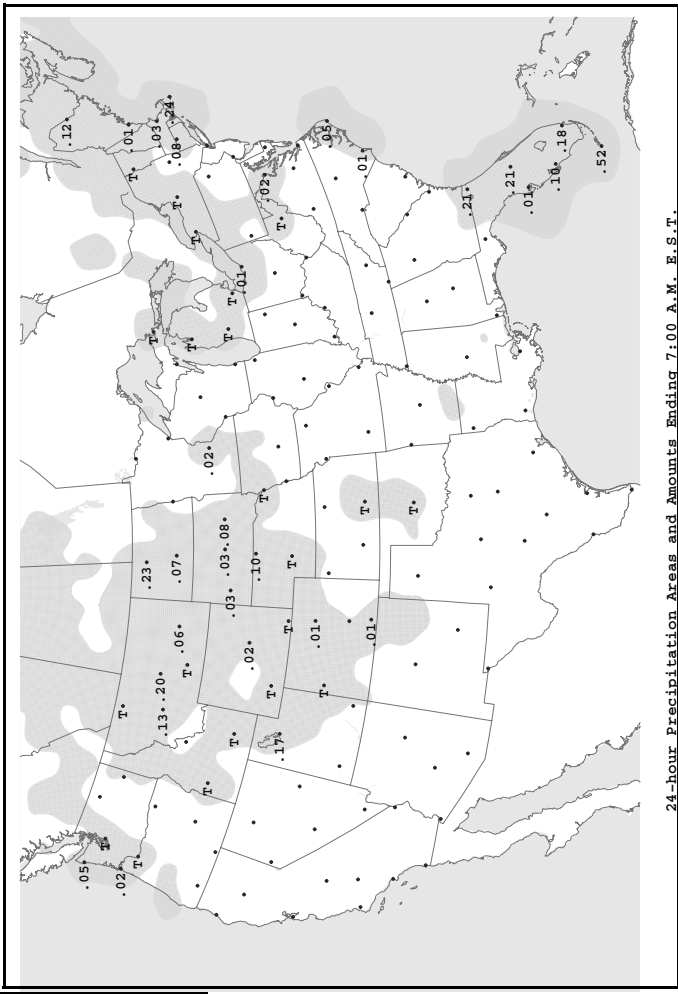 .12
.05
T
.02
T
.01
T
T
.23
T
.03
.20
.13
.24
.08
.07
T
.06
T
T
T
T
.02
.08
.03
T
.03
T
T
.01
.02
.10
T
.02
T
.17
T
T
T
.01
T
.05
.01
T
.01
T
.21
.21
.01
.10
.18
.52
24-hour Precipitation Areas and Amounts Ending 7:00 A.M. E.S.T.